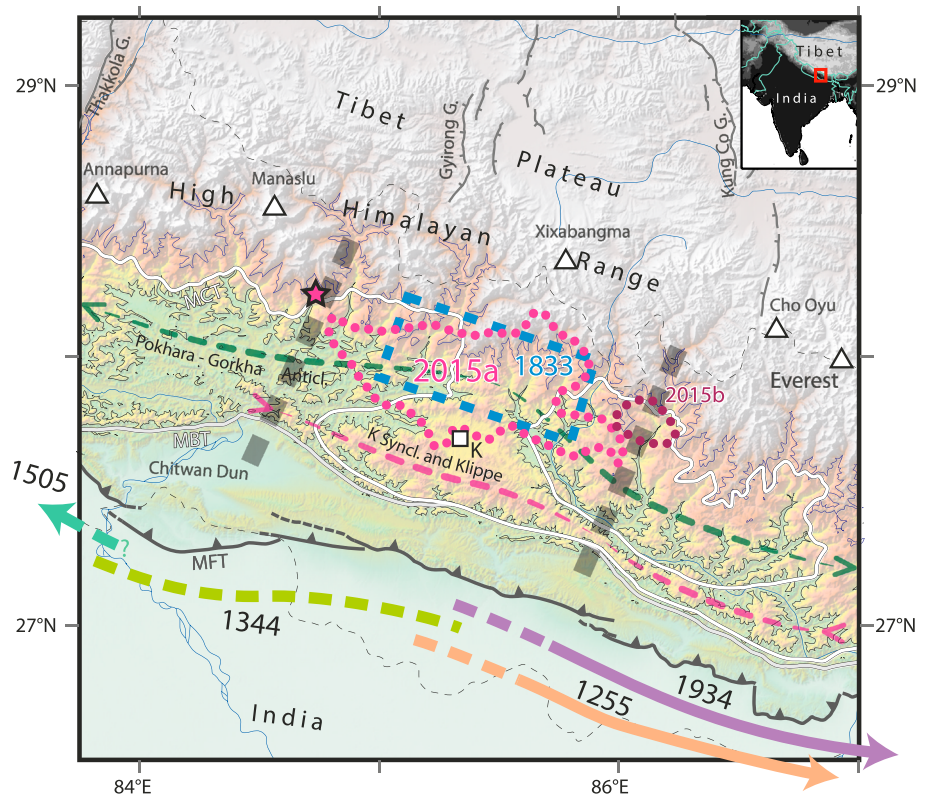 Thakkola G.
29°N
29°N
Tibet
India
Tibet
Gyirong G.
Kung Co G.
Plateau
Annapurna
Manaslu
High
Himalayan
Xixabangma
Range
Cho Oyu
Everest
MCT
Pokhara - Gorkha Anticl.
2015a
1833
2015b
MBT
K
K Syncl. and Klippe
Chitwan Dun
1505
?
MFT
1344
27°N
27°N
1934
1255
India
84°E
86°E